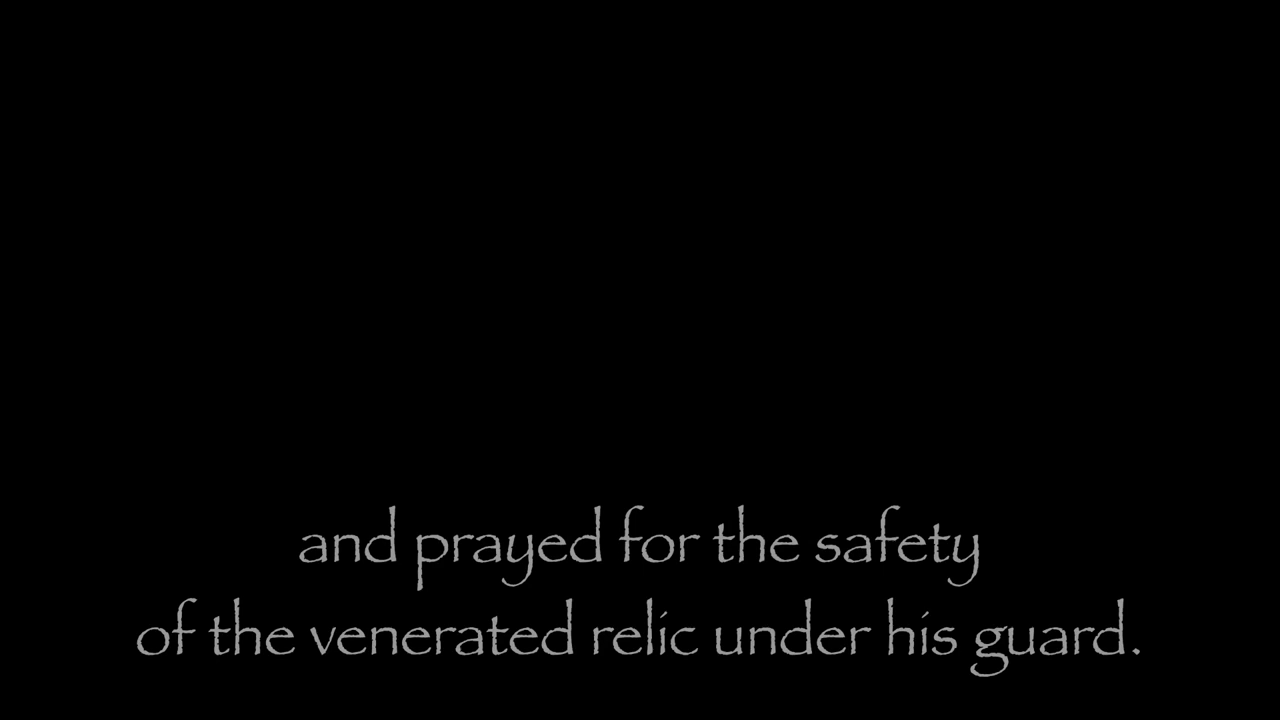 and prayed for the safety
of the venerated relic under his guard.